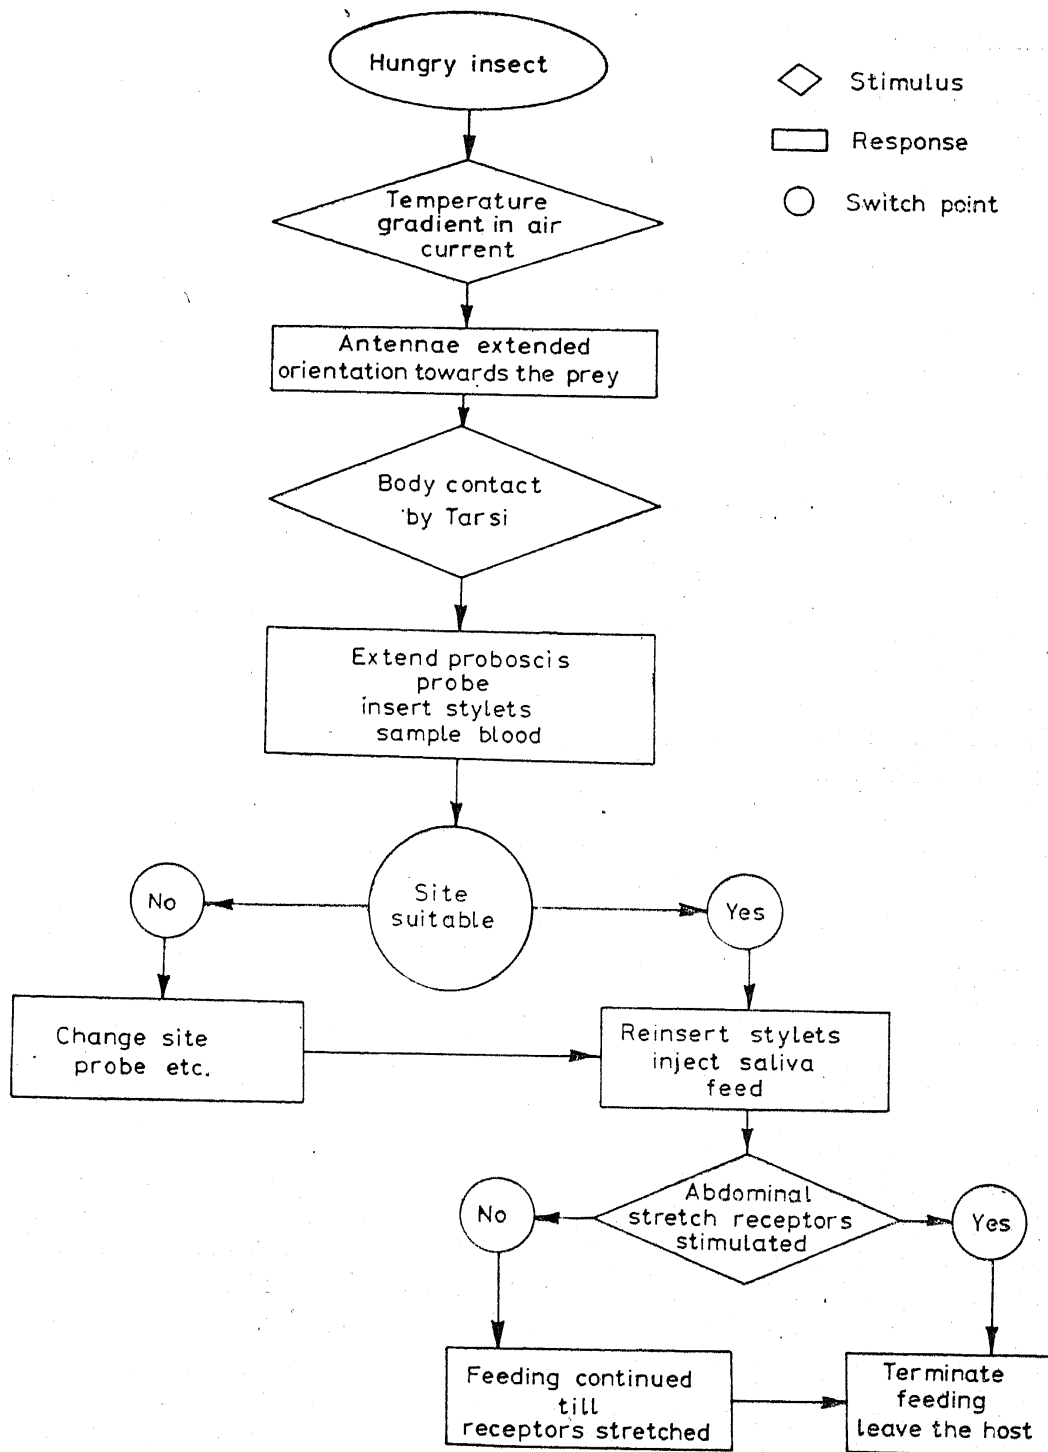 Hungry insect
Stimulus
Response
Switch point
Temperature
gradient in air
current
Antennae extended
orientation towards the prey
Body contact
by Tarsi
Extend proboscis
probe
insert stylets
sample blood
Site
suitable
No
Yes
Change site
probe etc.
Reinsert stylets
inject saliva
feed
Abdominal
stretch receptors
stimulated
No
Yes
Feeding continued
till
receptors stretched
Terminate
feeding
leave the host